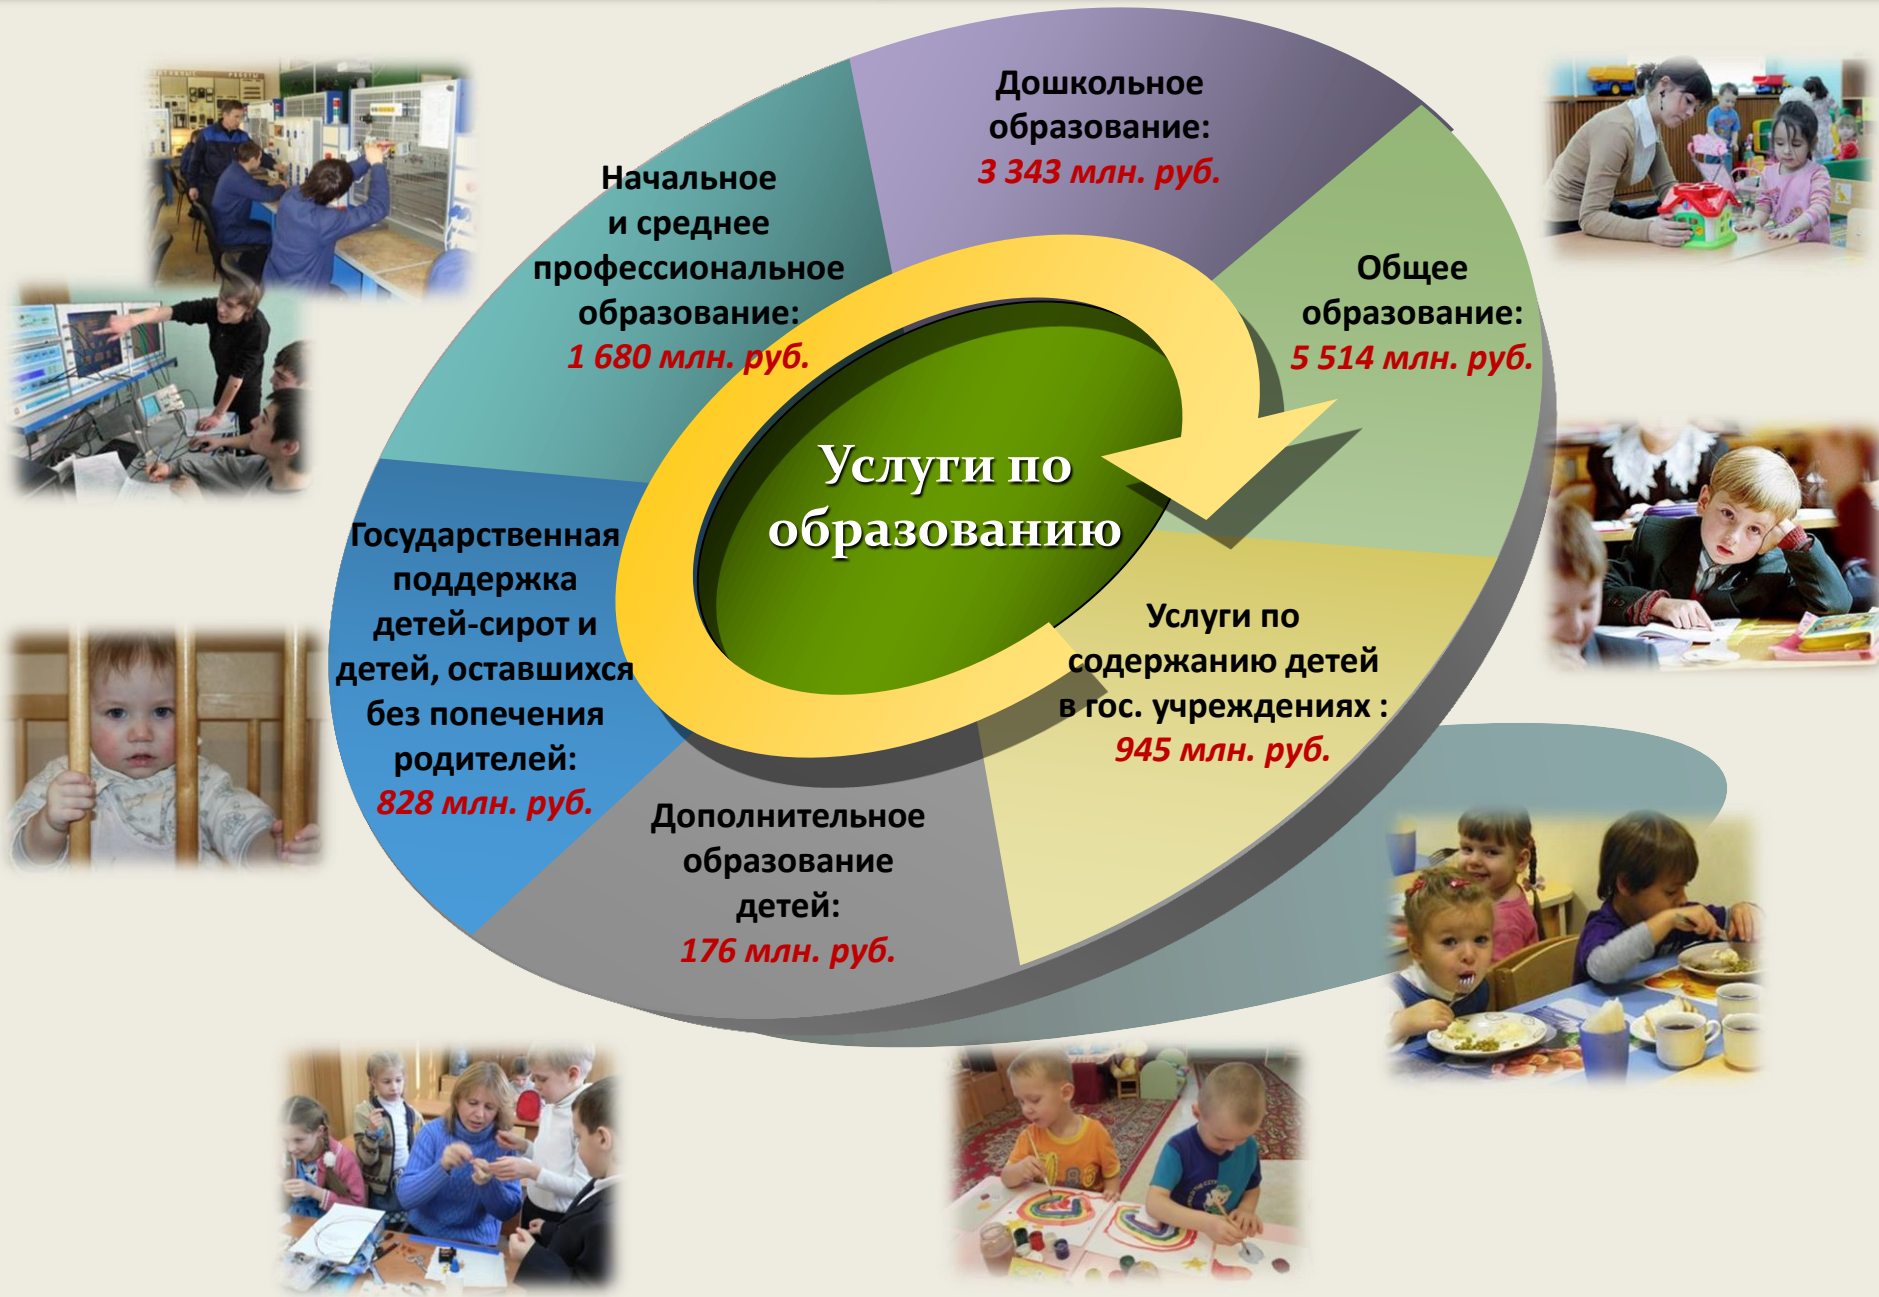 Дошкольное
образование:
3 343 млн. руб.
Общее
образование:
5 514 млн. руб.
Услуги по
содержанию детей
в гос. учреждениях :
945 млн. руб.
Дополнительное
образование
детей:
176 млн. руб.
Государственная
поддержка
детей-сирот и
детей, оставшихся
без попечения
родителей:
828 млн. руб.
Начальное
и среднее
профессиональное
образование:
1 680 млн. руб.
Услуги по
образованию